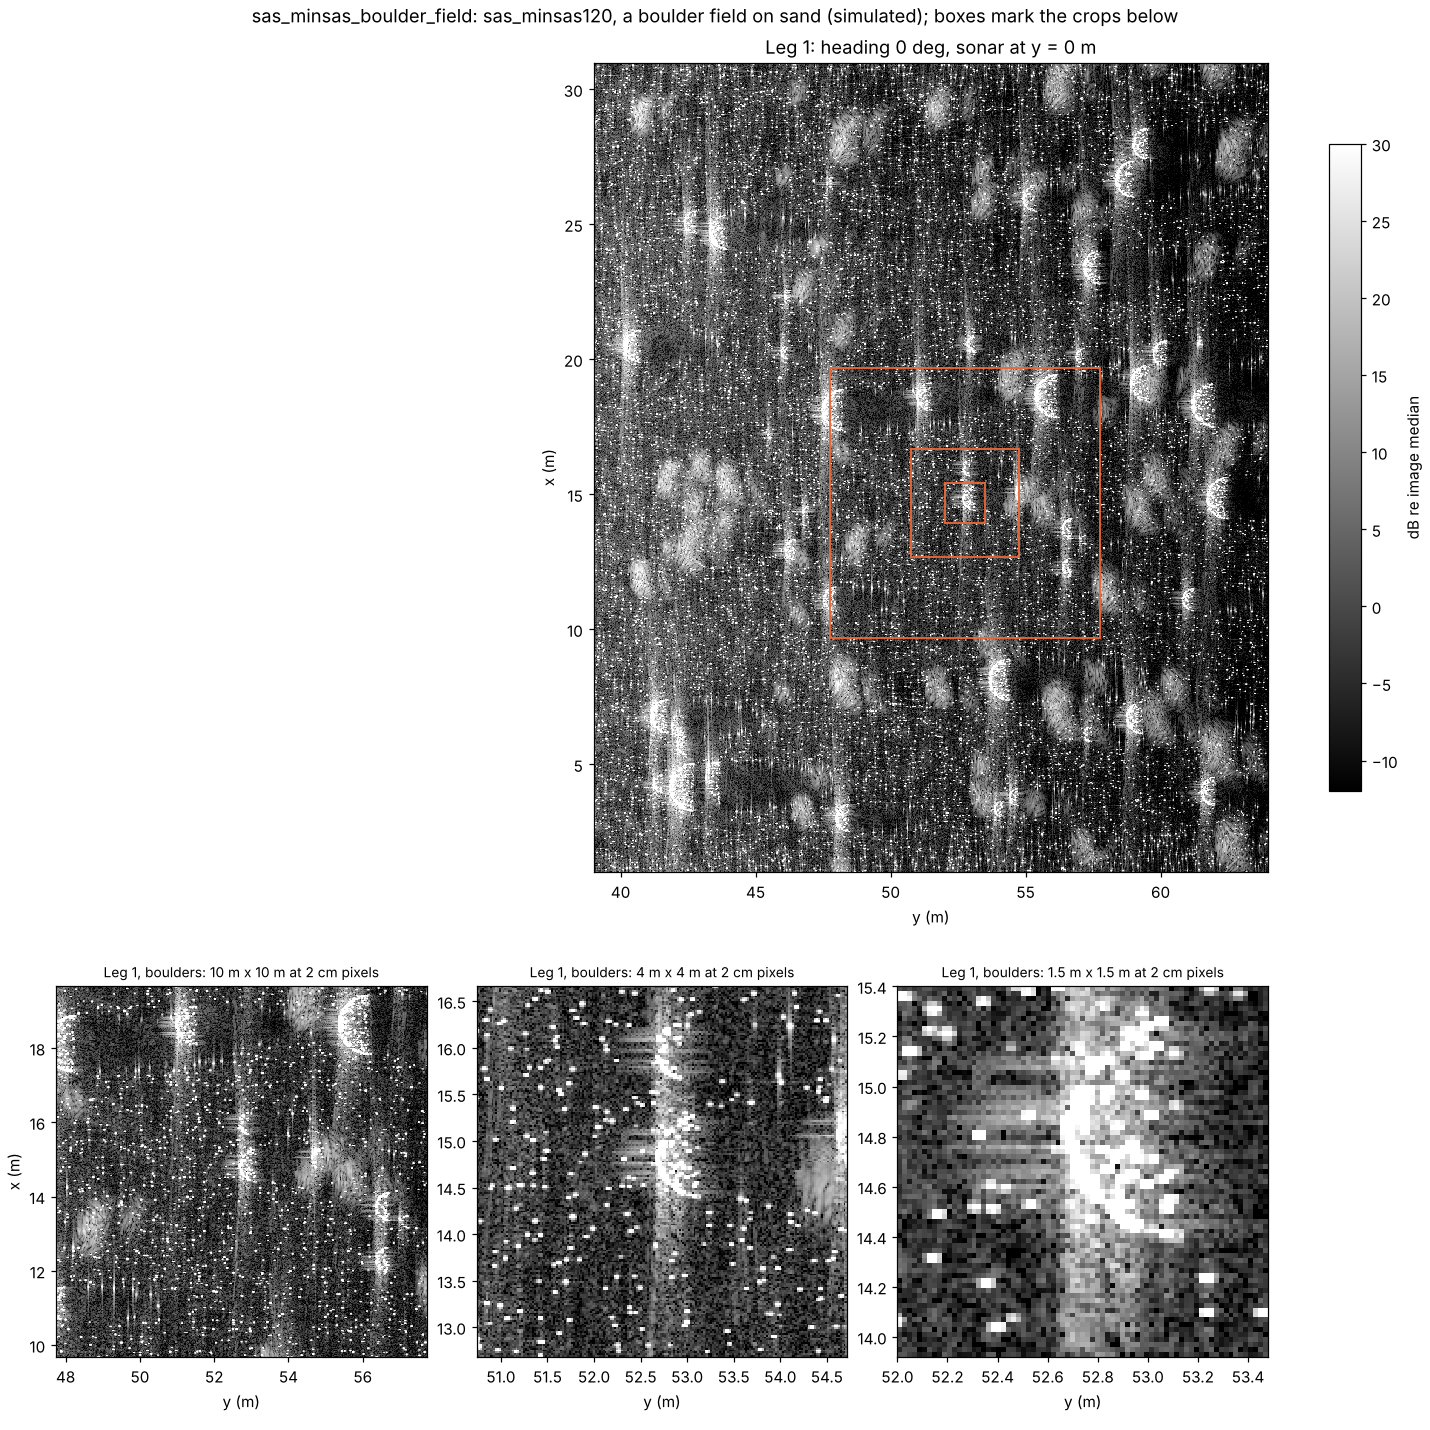 sas_minsas_boulder_field: sas_minsas120, a boulder field on sand (simulated); boxes mark the crops below
Leg 1: heading 0 deg, sonar at y = 0 m
30
25
20
15
10
5
x (m)
40 45 50 55 60
y (m)
30
25
20
15
10
5
0
−5
−10
dB re image median
Leg 1, boulders: 10 m x 10 m at 2 cm pixels
18
16
14
12
10
x (m)
48 50 52 54 56
y (m)
Leg 1, boulders: 4 m x 4 m at 2 cm pixels
16.5
16.0
15.5
15.0
14.5
14.0
13.5
13.0
51.0 51.5 52.0 52.5 53.0 53.5 54.0 54.5
y (m)
Leg 1, boulders: 1.5 m x 1.5 m at 2 cm pixels
15.4
15.2
15.0
14.8
14.6
14.4
14.2
14.0
52.0 52.2 52.4 52.6 52.8 53.0 53.2 53.4
y (m)